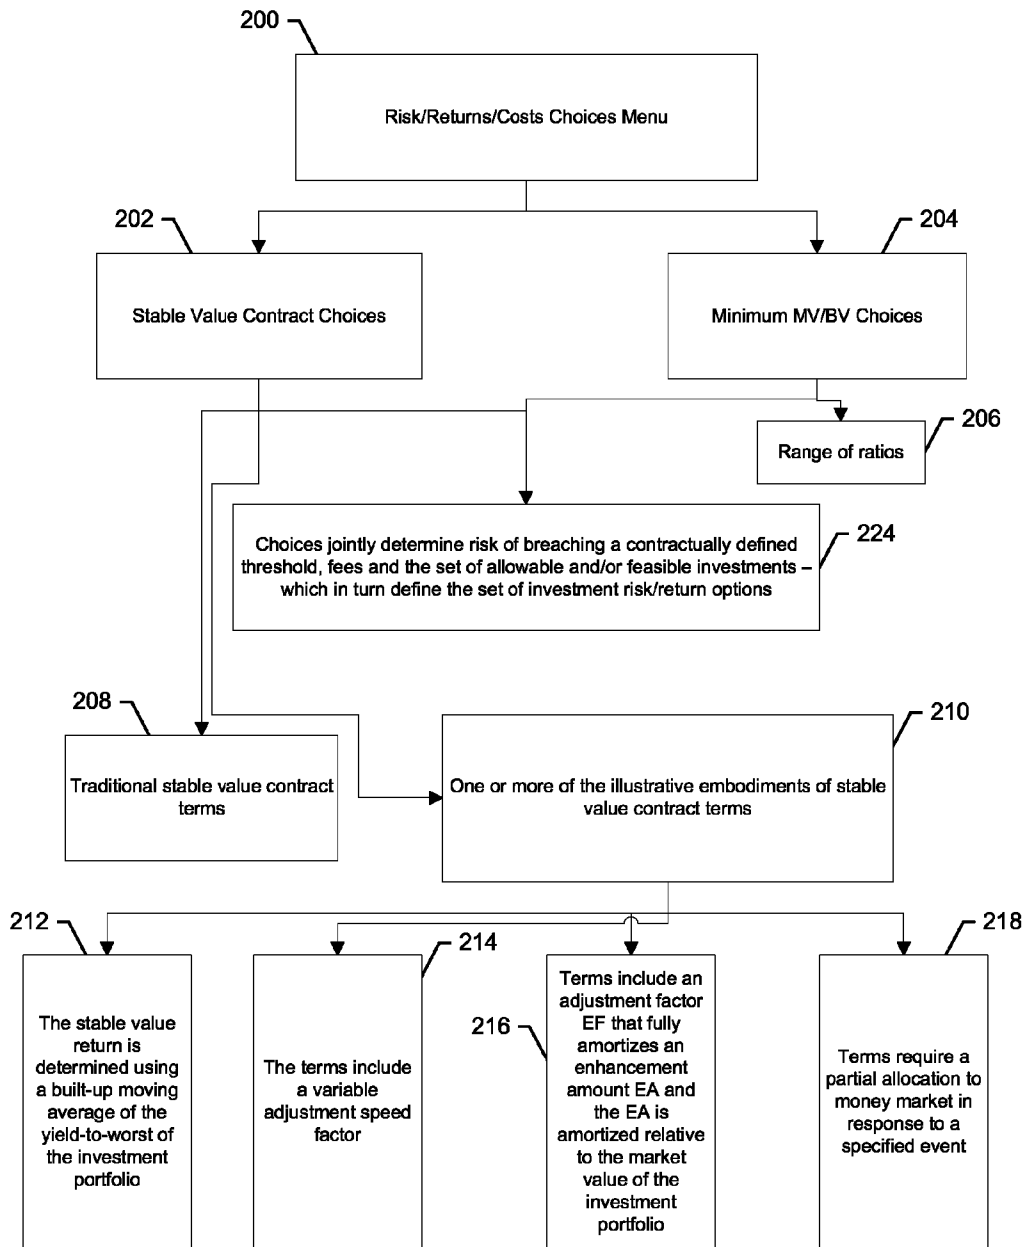 200
Risk/Returns/Costs Choices Menu
202
204
Stable Value Contract Choices
Minimum MV/BV Choices
206
Range of ratios
224
Choices jointly determine risk of breaching a contractually defined
threshold, fees and the set of allowable and/or feasible investments –
which in turn define the set of investment risk/return options
208
210
Traditional stable value contract
terms
One or more of the illustrative embodiments of stable
value contract terms
212
The stable value
return is
determined using
a built-up moving
average of the
yield-to-worst of
the investment
portfolio
214
The terms include
a variable
adjustment speed
factor
216
Terms include an
adjustment factor
EF that fully
amortizes an
enhancement
amount EA and
the EA is
amortized relative
to the market
value of the
investment
portfolio
218
Terms require a
partial allocation to
money market in
response to a
specified event